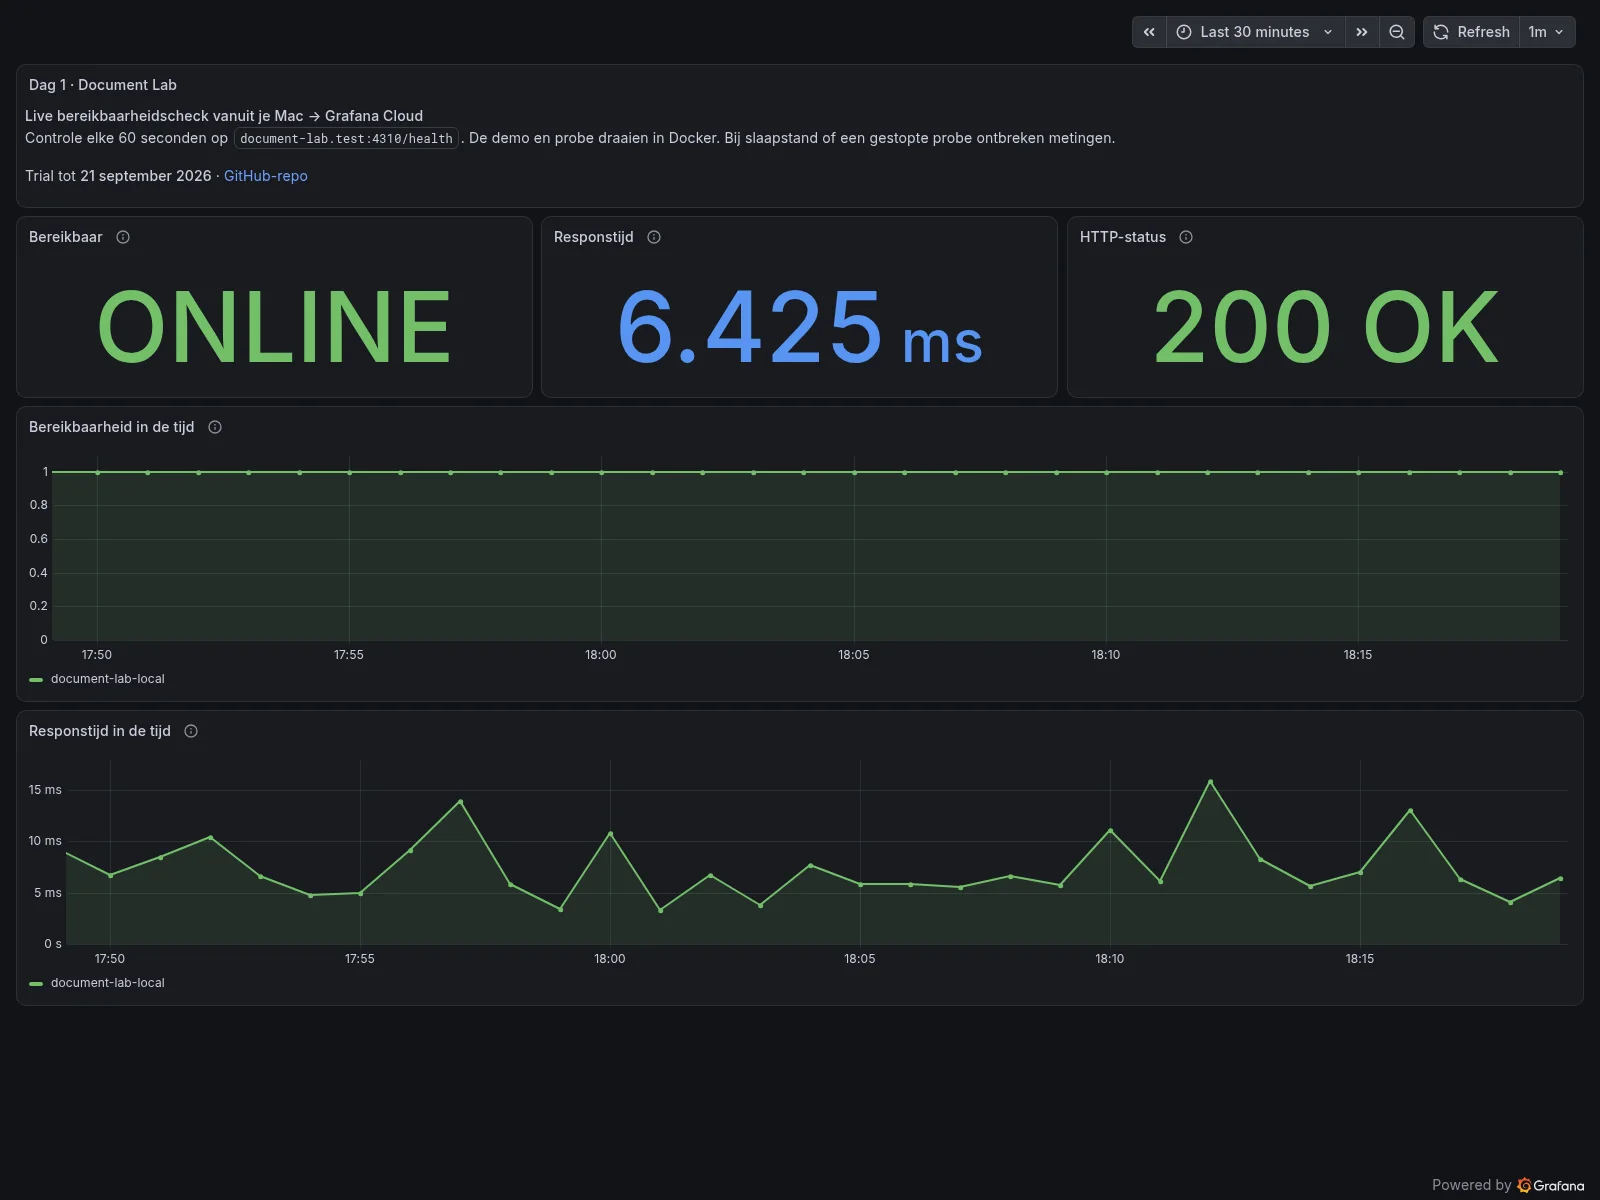 Last 30 minutes
Refresh
1m
Dag 1 · Document Lab
Live bereikbaarheidscheck vanuit je Mac → Grafana Cloud
Controle elke 60 seconden op document-lab.test:4310/health. De demo en probe draaien in Docker. Bij slaapstand of een gestopte probe ontbreken metingen.
Trial tot 21 september 2026 · GitHub-repo
Bereikbaar
ONLINE
Responstijd
6.425 ms
HTTP-status
200 OK
Bereikbaarheid in de tijd
1
0.8
0.6
0.4
0.2
0
17:50 17:55 18:00 18:05 18:10 18:15
document-lab-local
Responstijd in de tijd
15 ms
10 ms
5 ms
0 s
17:50 17:55 18:00 18:05 18:10 18:15
document-lab-local
Powered by Grafana